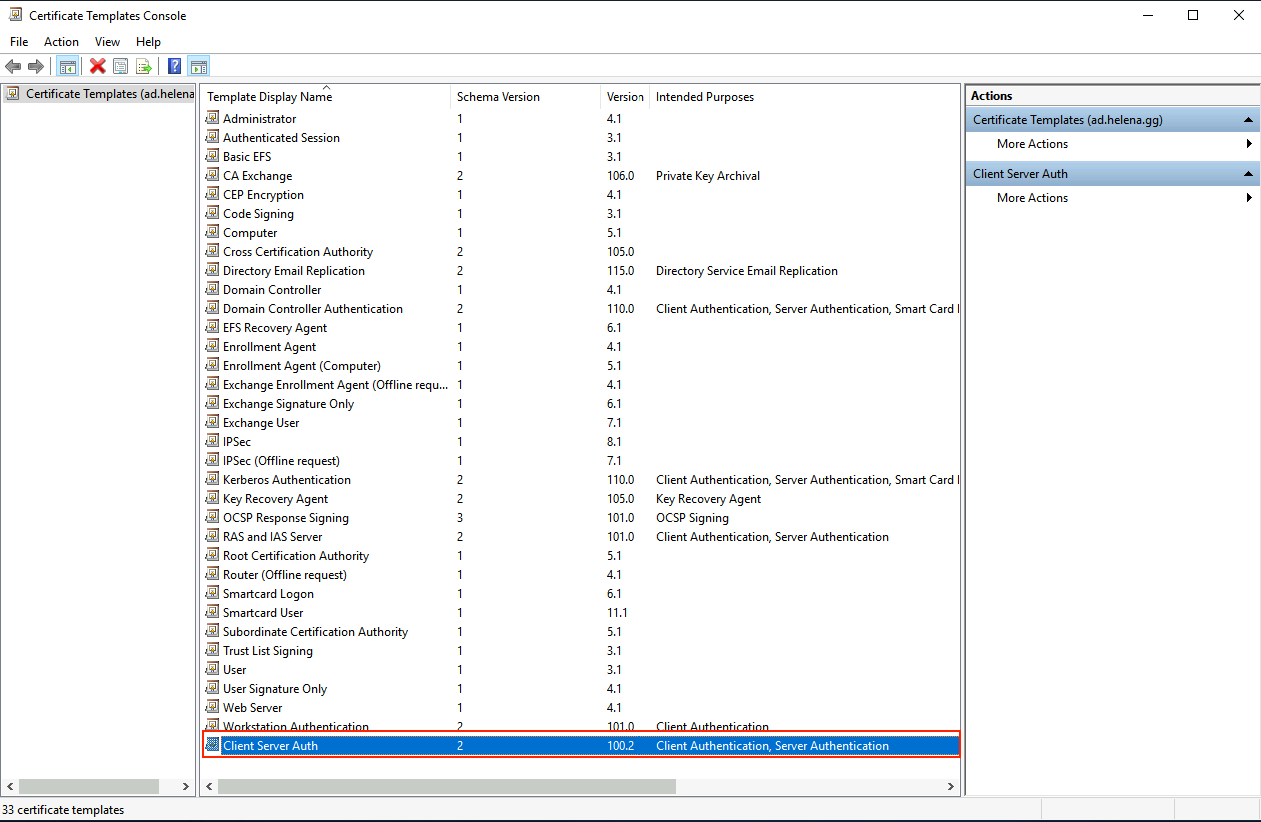 Certificate Templates Console
File Action View Help
Certificate Templates (ad.helena
Template Display Name Schema Version Version Intended Purposes
Administrator 1 4.1
Authenticated Session 1 3.1
Basic EFS 1 3.1
CA Exchange 2 106.0 Private Key Archival
CEP Encryption 1 4.1
Code Signing 1 3.1
Computer 1 5.1
Cross Certification Authority 2 105.0
Directory Email Replication 2 115.0 Directory Service Email Replication
Domain Controller 1 4.1
Domain Controller Authentication 2 110.0 Client Authentication, Server Authentication, Smart Card l
EFS Recovery Agent 1 6.1
Enrollment Agent 1 4.1
Enrollment Agent (Computer) 1 5.1
Exchange Enrollment Agent (Offline requ... 1 4.1
Exchange Signature Only 1 6.1
Exchange User 1 7.1
IPSec 1 8.1
IPSec (Offline request) 1 7.1
Kerberos Authentication 2 110.0 Client Authentication, Server Authentication, Smart Card l
Key Recovery Agent 2 105.0 Key Recovery Agent
OCSP Response Signing 3 101.0 OCSP Signing
RAS and IAS Server 2 101.0 Client Authentication, Server Authentication
Root Certification Authority 1 5.1
Router (Offline request) 1 4.1
Smartcard Logon 1 6.1
Smartcard User 1 11.1
Subordinate Certification Authority 1 5.1
Trust List Signing 1 3.1
User 1 3.1
User Signature Only 1 4.1
Web Server 1 4.1
Workstation Authentication 2 101.0 Client Authentication
Client Server Auth 2 100.2 Client Authentication, Server Authentication
Actions
Certificate Templates (ad.helena.gg)
More Actions
Client Server Auth
More Actions
33 certificate templates